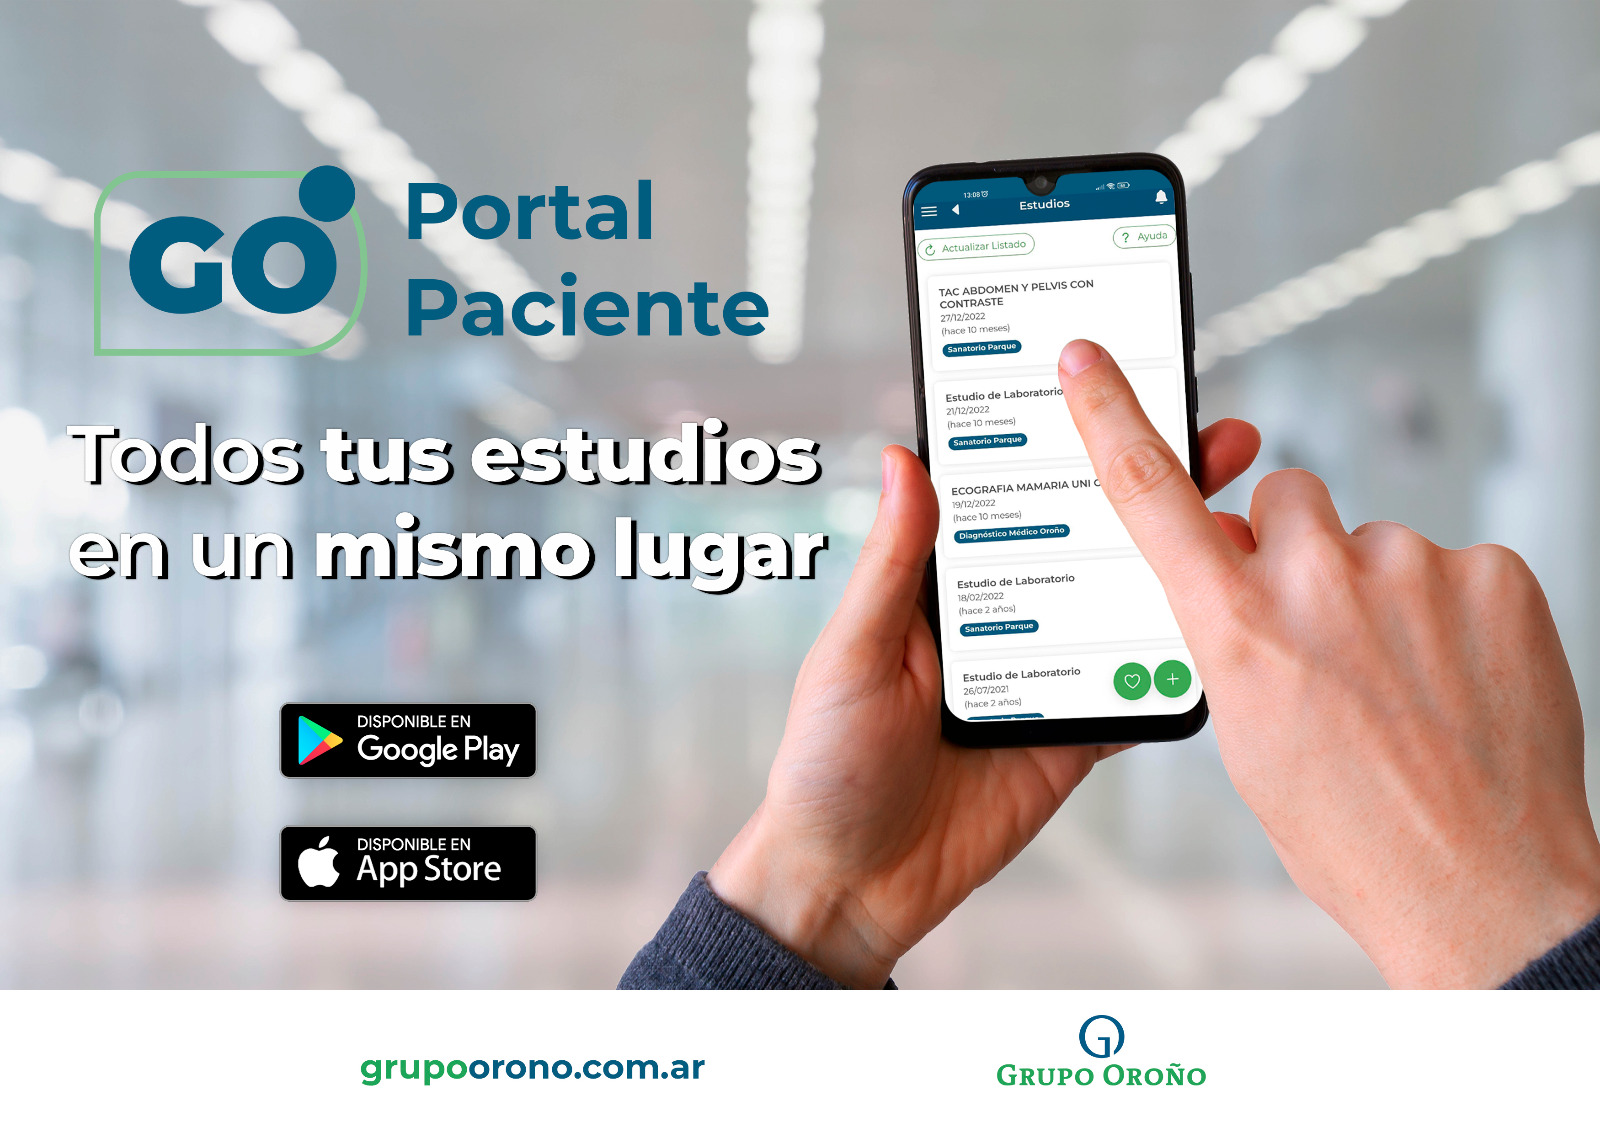 GO
Portal
Paciente
Todos tus estudios
en un mismo lugar
DISPONIBLE EN
Google Play
DISPONIBLE EN
App Store
13:08
Estudios
Actualizar Listado
? Ayuda
TAC ABDOMEN Y PELVIS CON
CONTRASTE
27/12/2022
(hace 10 meses)
Sanatorio Parque
Estudio de Laboratorio
21/12/2022
(hace 10 meses)
Sanatorio Parque
ECOGRAFIA MAMARIA UNI
19/12/2022
(hace 10 meses)
Diagnóstico Médico Oroño
Estudio de Laboratorio
18/02/2022
(hace 2 años)
Sanatorio Parque
Estudio de Laboratorio
26/07/2021
(hace 2 años)
grupoorono.com.ar
GRUPO OROÑO